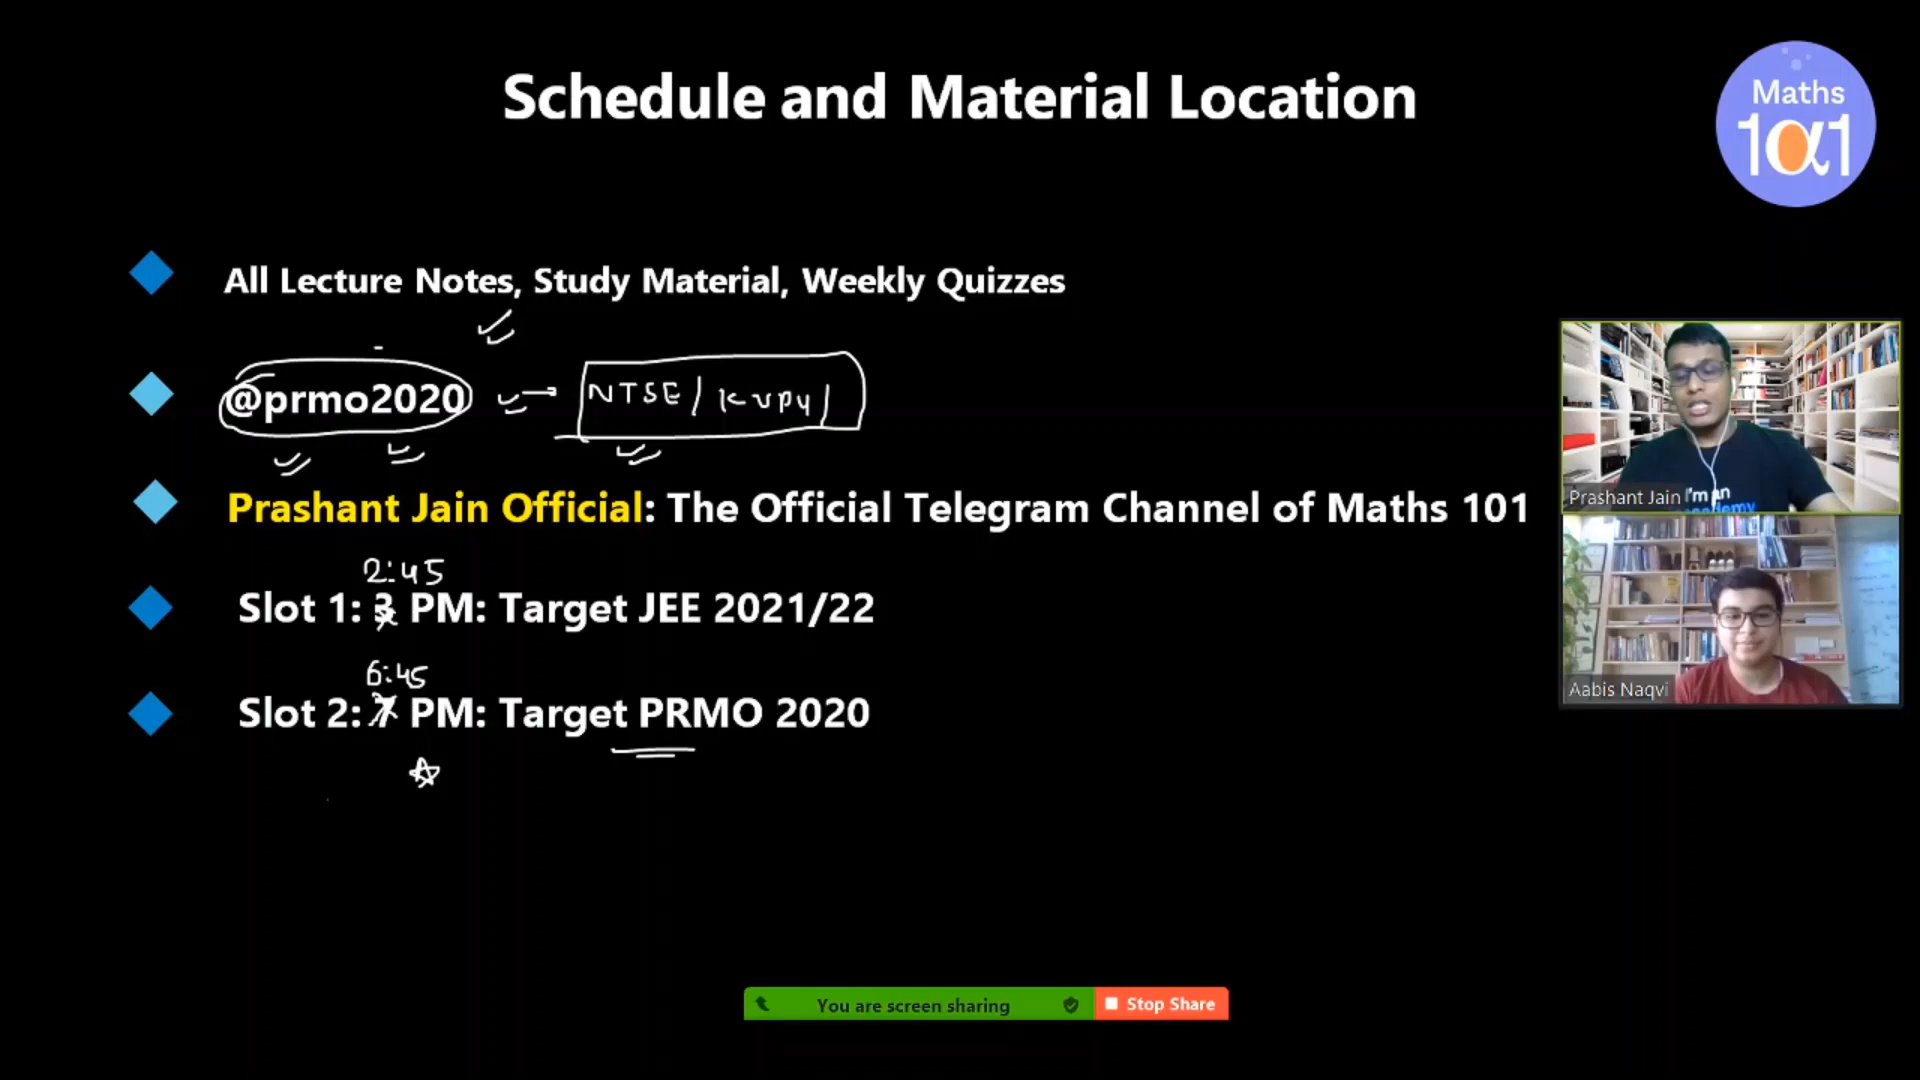 Schedule and Material Location
Maths
1α1
All Lecture Notes, Study Material, Weekly Quizzes
@prmo2020 → NTSE / KVPY /
Prashant Jain Official: The Official Telegram Channel of Maths 101
2:45
Slot 1: 3 PM: Target JEE 2021/22
6:45
Slot 2: 7 PM: Target PRMO 2020
Prashant Jain
I'm an
Aabis Naqvi
You are screen sharing
Stop Share